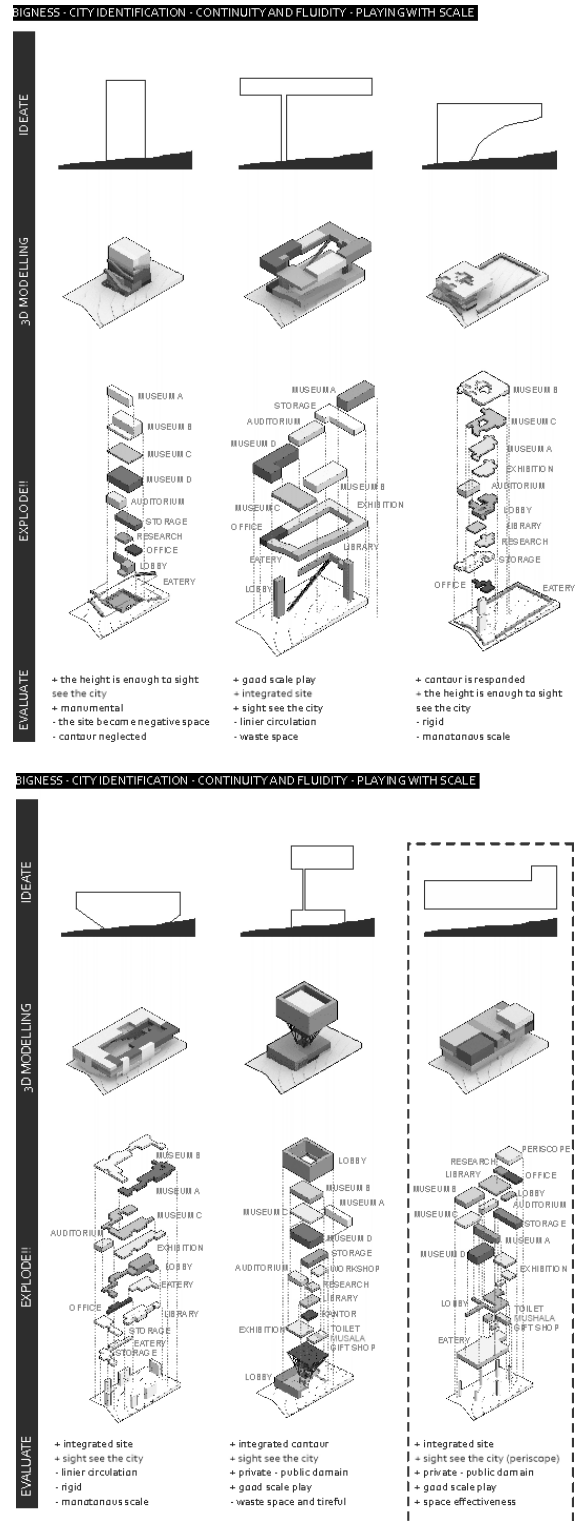 BIGNESS - CITY IDENTIFICATION - CONTINUITY AND FLUIDITY - PLAYING WITH SCALE
IDEATE
3D MODELLING
EXPLODE!!
MUSEUM A
MUSEUM B
MUSEUM C
MUSEUM D
AUDITORIUM
STORAGE
RESEARCH
OFFICE
LOBBY
EATERY
MUSEUM A
STORAGE
AUDITORIUM
MUSEUM D
MUSEUM B
MUSEUM C
EXHIBITION
OFFICE
LIBRARY
EATERY
LOBBY
MUSEUM B
MUSEUM C
MUSEUM A
EXHIBITION
AUDITORIUM
LOBBY
LIBRARY
RESEARCH
STORAGE
OFFICE
EATERY
EVALUATE
+ the height is enough to sight
see the city
+ manumental
- the site became negative space
- contour neglected
+ good scale play
+ integrated site
+ sight see the city
- linier circulation
- waste space
+ contour is responded
+ the height is enough to sight
see the city
- rigid
- manatonous scale
BIGNESS - CITY IDENTIFICATION - CONTINUITY AND FLUIDITY - PLAYING WITH SCALE
IDEATE
3D MODELLING
EXPLODE!!
MUSEUM B
MUSEUM A
MUSEUM C
AUDITORIUM
EXHIBITION
LOBBY
EATERY
OFFICE
LIBRARY
STORAGE
EATERY
STORAGE
LOBBY
MUSEUM B
MUSEUM A
MUSEUM C
MUSEUM D
STORAGE
WORKSHOP
AUDITORIUM
RESEARCH
LIBRARY
KANTOR
EXHIBITION
TOILET
MUSALA
GIFT SHOP
LOBBY
PERISCOPE
RESEARCH
OFFICE
LIBRARY
MUSEUM B
LOBBY
AUDITORIUM
MUSEUM C
STORAGE
MUSEUM A
MUSEUM D
EXHIBITION
LOBBY
TOILET
MUSHALA
GIFT SHOP
EATERY
EVALUATE
+ integrated site
+ sight see the city
- linier circulation
- rigid
- manatonous scale
+ integrated contour
+ sight see the city
+ private - public domain
+ good scale play
- waste space and tireful
+ integrated site
+ sight see the city (periscope)
+ private - public domain
+ good scale play
+ space effectiveness